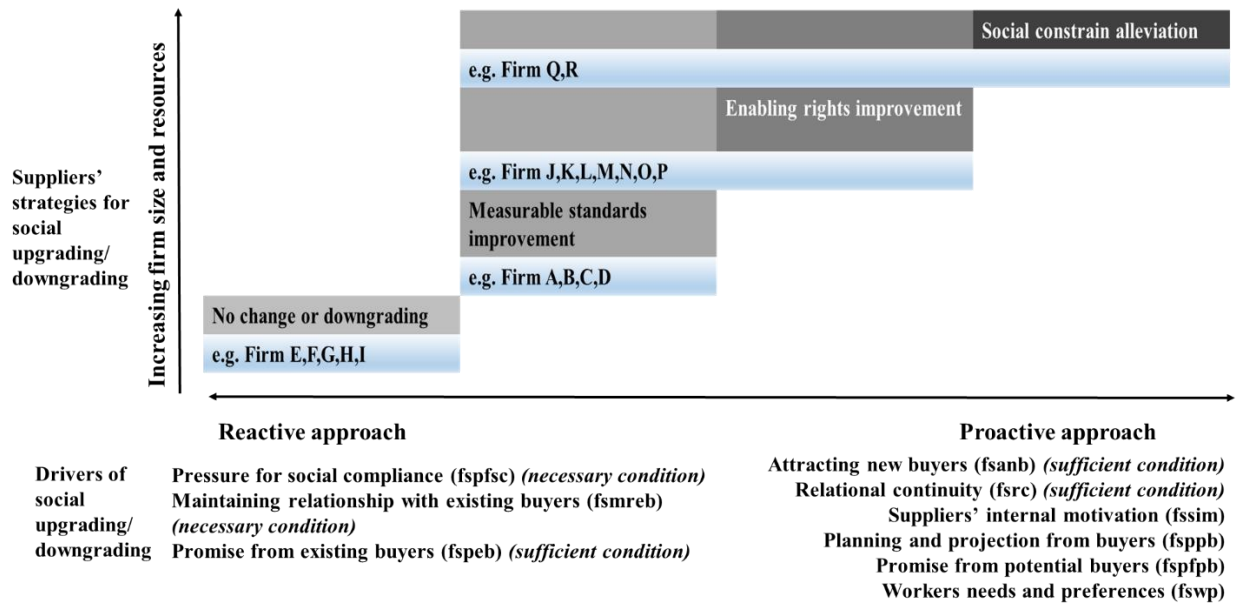 Social constrain alleviation
e.g. Firm Q,R
Enabling rights improvement
e.g. Firm J,K,L,M,N,O,P
Measurable standards
improvement
e.g. Firm A,B,C,D
No change or downgrading
e.g. Firm E,F,G,H,I
Suppliers’
strategies for
social
upgrading/
downgrading
Increasing firm size and resources
Reactive approach
Proactive approach
Drivers of
social
upgrading/
downgrading
Pressure for social compliance (fspfsc) (necessary condition)
Maintaining relationship with existing buyers (fsmreb)
(necessary condition)
Promise from existing buyers (fspeb) (sufficient condition)
Attracting new buyers (fsanb) (sufficient condition)
Relational continuity (fsrc) (sufficient condition)
Suppliers’ internal motivation (fssim)
Planning and projection from buyers (fsppb)
Promise from potential buyers (fspfpb)
Workers needs and preferences (fswp)